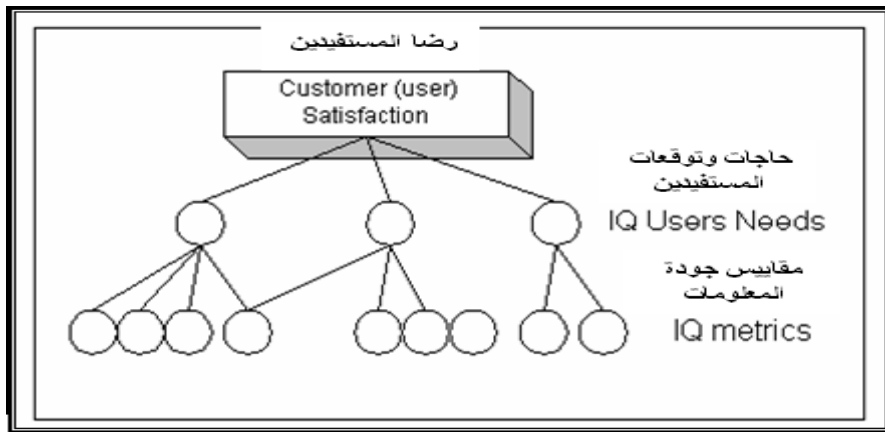 رضا المستفيدين
Customer (user)
Satisfaction
حاجات وتوقعات
المستفيدين
IQ Users Needs
مقاييس جودة
المعلومات
IQ metrics